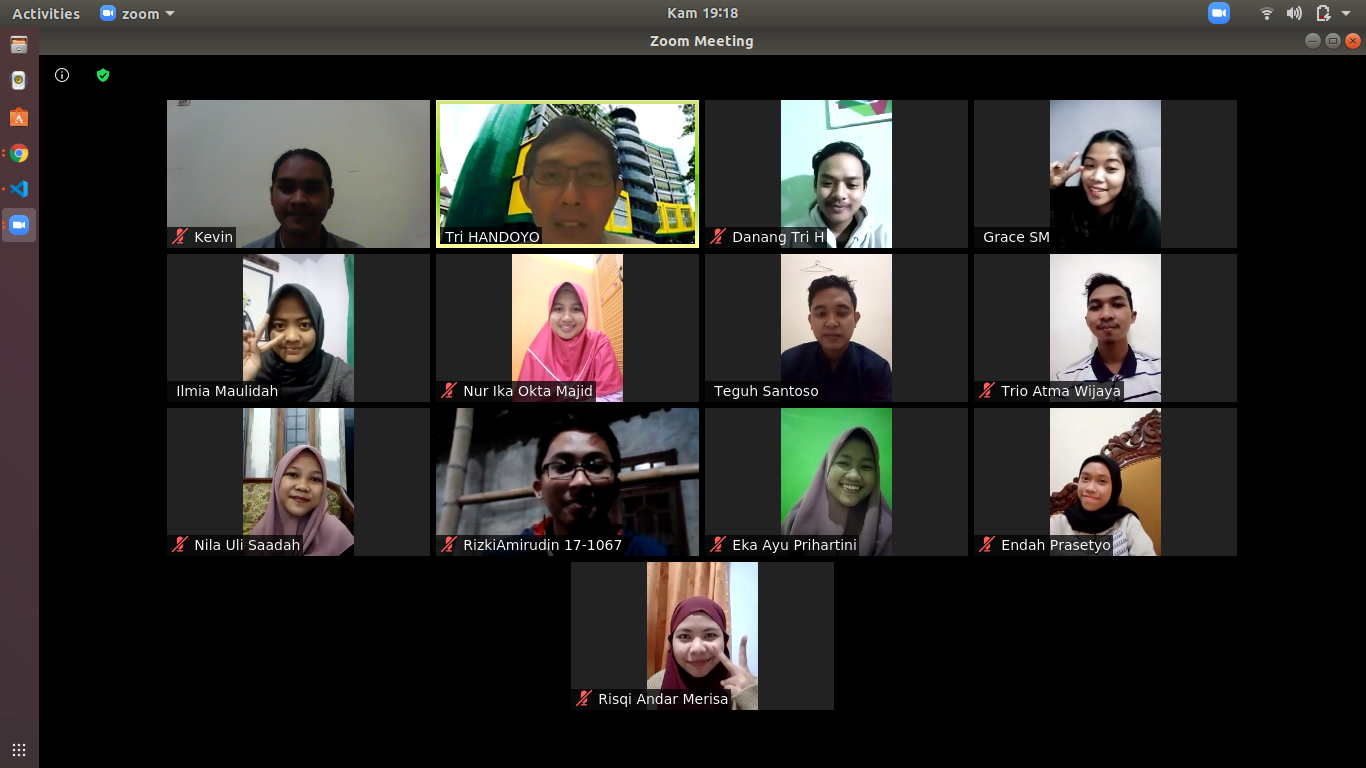 Activities
zoom
Kam 19:18
Zoom Meeting
Kevin
Tri HANDOYO
Danang Tri H
Grace SM
Ilmia Maulidah
Nur Ika Okta Majid
Teguh Santoso
Trio Atma Wijaya
Nila Uli Saadah
RizkiAmirudin 17-1067
Eka Ayu Prihartini
Endah Prasetyo
Risqi Andar Merisa